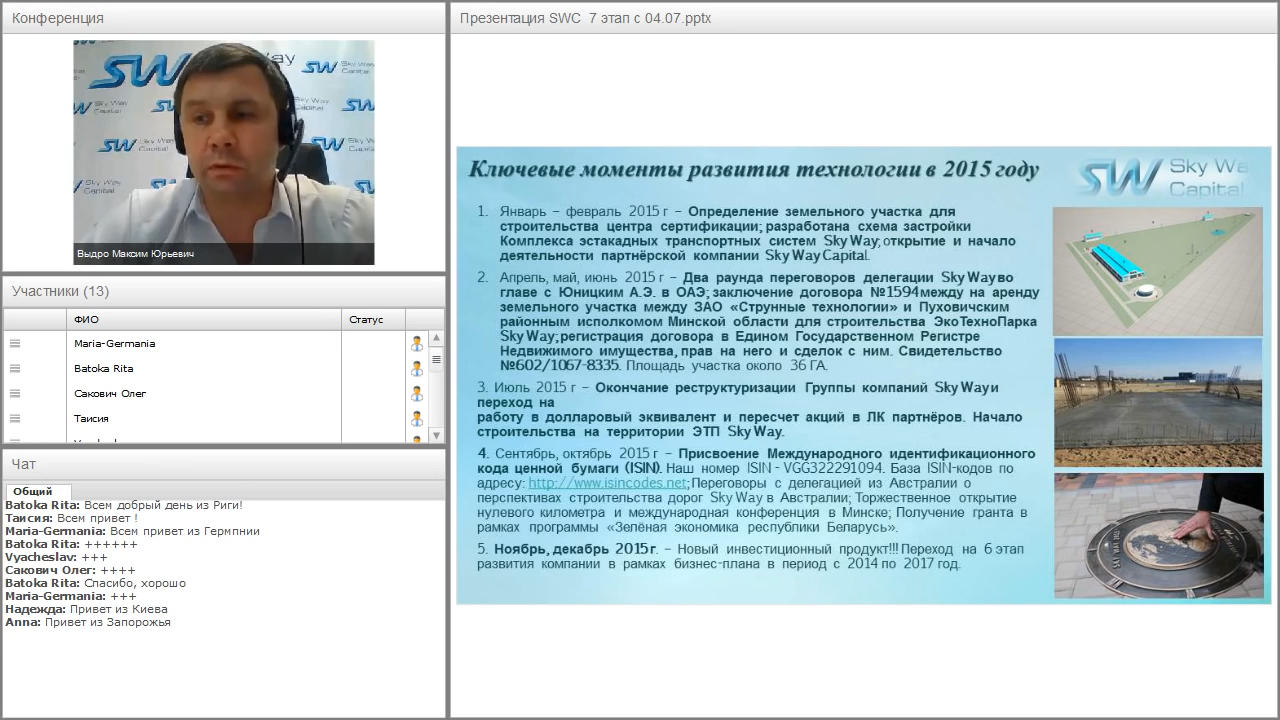 Конференция
SW
Sky Way
Capital
Выдро Максим Юрьевич
Участники (13)
ФИО
Статус
Maria-Germania
Batoka Rita
Сакович Олег
Таисия
Чат
Общий
Batoka Rita: Всем добрый день из Риги!
Таисия: Всем привет !
Maria-Germania: Всем привет из Гермпнии
Batoka Rita: ++++++
Vyacheslav: +++
Сакович Олег: ++++
Batoka Rita: Спасибо, хорошо
Maria-Germania: +++
Надежда: Привет из Киева
Anna: Привет из Запорожья
Презентация SWC 7 этап с 04.07.pptx
Ключевые моменты развития технологии в 2015 году
SW Sky Wa
Capital
1. Январь – февраль 2015 г – Определение земельного участка для
строительства центра сертификации; разработана схема застройки
Комплекса эстакадных транспортных систем Sky Way; открытие и начало
деятельности партнёрской компании Sky Way Capital.
2. Апрель, май, июнь 2015 г – Два раунда переговоров делегации Sky Way во
главе с Юницким А.Э. в ОАЭ; заключение договора №1594 между на аренду
земельного участка между ЗАО «Струнные технологии» и Пуховичским
районным исполкомом Минской области для строительства ЭкоТехноПарка
Sky Way; регистрация договора в Едином Государственном Регистре
Недвижимого имущества, прав на него и сделок с ним. Свидетельство
№602/1067-8335. Площадь участка около 36 ГА.
3. Июль 2015 г – Окончание реструктуризации Группы компаний Sky Way и
переход на
работу в долларовый эквивалент и пересчет акций в ЛК партнёров. Начало
строительства на территории ЭТП Sky Way.
4. Сентябрь, октябрь 2015 г – Присвоение Международного идентификационного
кода ценной бумаги (ISIN). Наш номер ISIN - VGG322291094. База ISIN-кодов по
адресу: http://www.isincodes.net; Переговоры с делегацией из Австралии о
перспективах строительства дорог Sky Way в Австралии; Торжественное открытие
нулевого километра и международная конференция в Минске; Получение гранта в
рамках программы «Зелёная экономика республики Беларусь».
5. Ноябрь, декабрь 2015 г. – Новый инвестиционный продукт!!! Переход на 6 этап
развития компании в рамках бизнес-плана в период с 2014 по 2017 год.